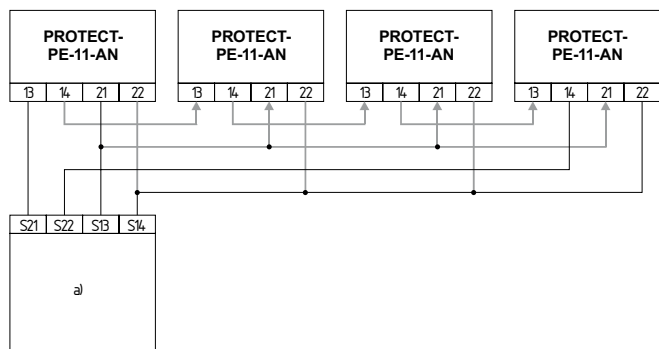 PROTECT-
PE-11-AN
PROTECT-
PE-11-AN
PROTECT-
PE-11-AN
PROTECT-
PE-11-AN
13 14 21 22
13 14 21 22
13 14 21 22
13 14 21 22
S21 S22 S13 S14
a)